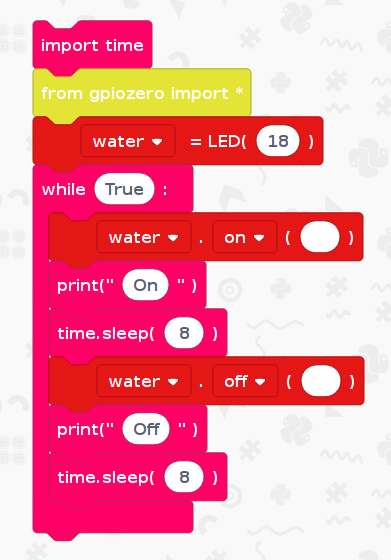 import time
from gpiozero import *
water = LED( 18 )
while True :
water . on ( )
print(" On ")
time.sleep( 8 )
water . off ( )
print(" Off ")
time.sleep( 8 )